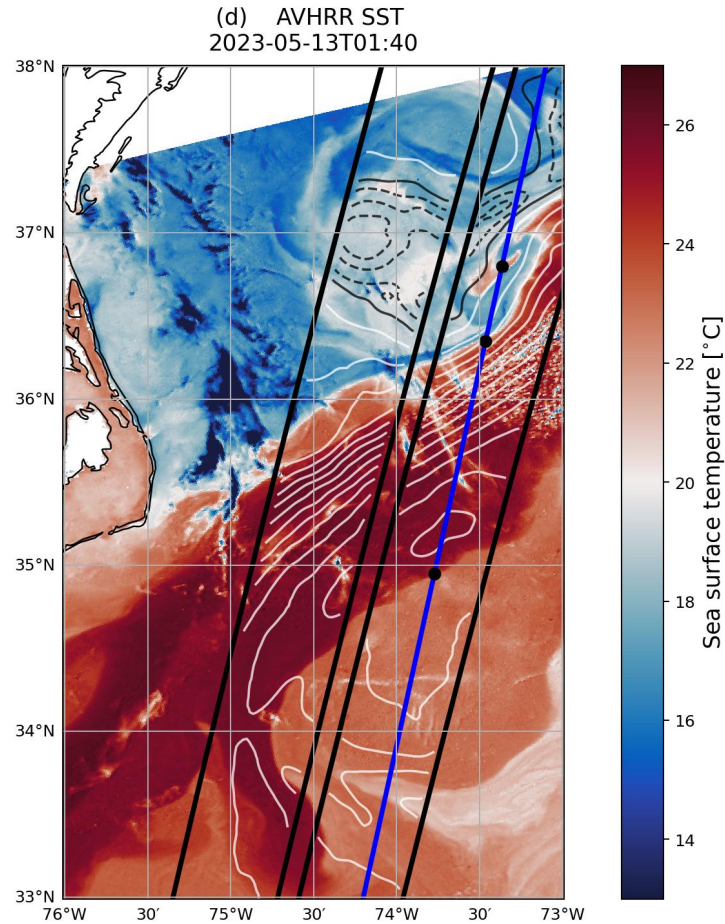 (d) AVHRR SST
2023-05-13T01:40
38°N
37°N
36°N
35°N
34°N
33°N
76°W
30′
75°W
30′
74°W
30′
73°W
26
24
22
20
18
16
14
Sea surface temperature [°C]